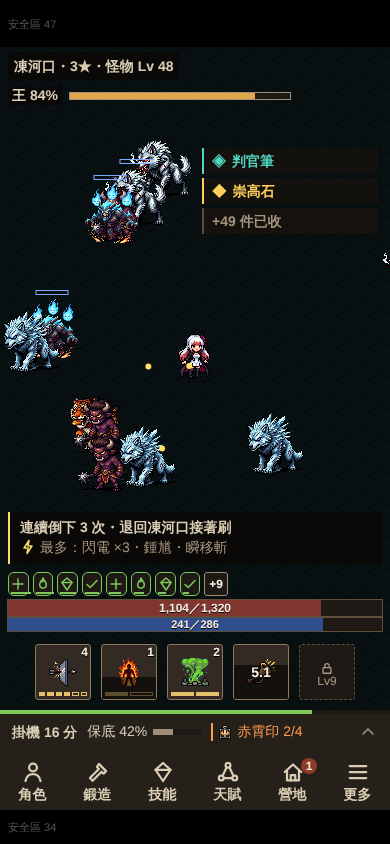 安全區 47
凍河口・3★・怪物 Lv 48
王 84%
判官筆
崇高石
+49 件已收
連續倒下 3 次・退回凍河口接著刷
最多：閃電 ×3・鍾馗・瞬移斬
+9
1,104／1,320
241／286
4
1
2
5.1
Lv9
掛機 16 分
保底 42%
赤霄印 2/4
角色
鍛造
技能
天賦
營地
1
更多
安全區 34